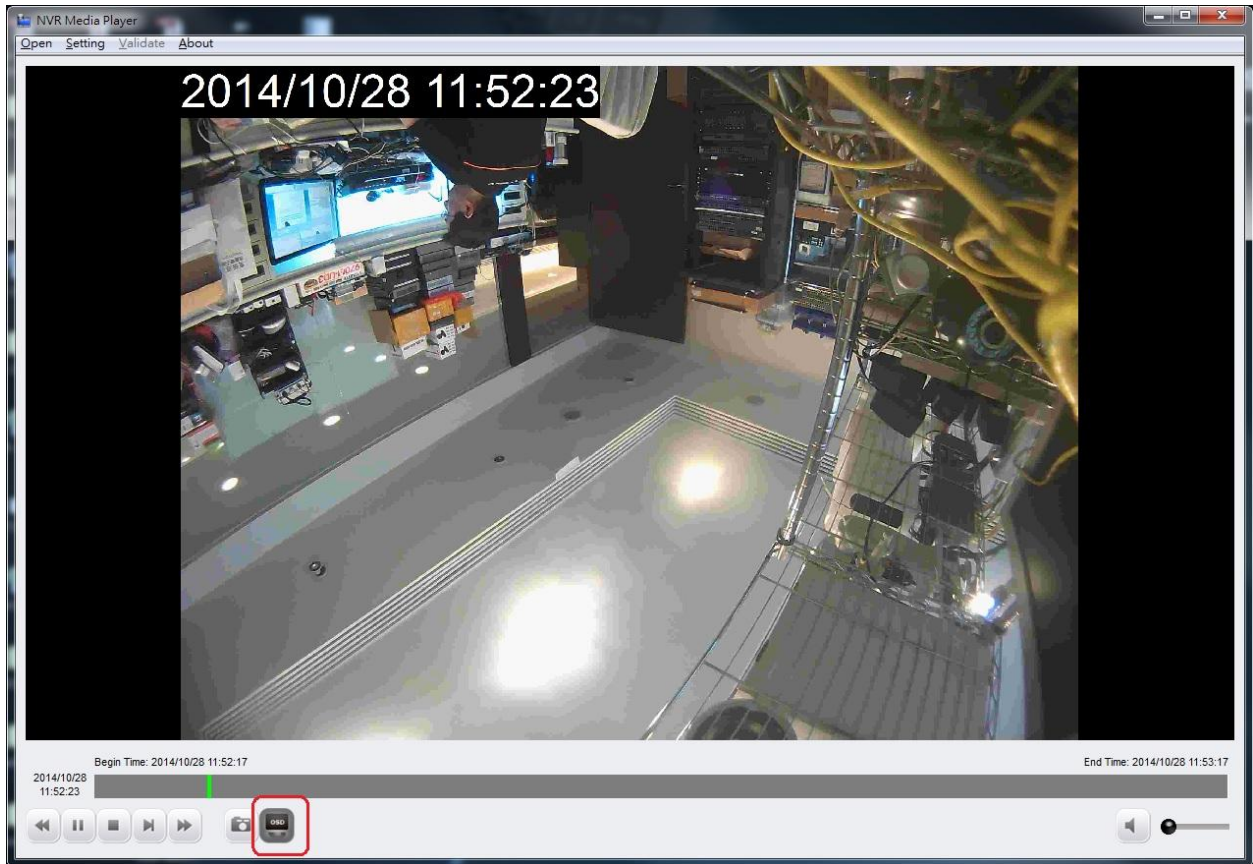 NVR Media Player
Open Setting Validate About
2014/10/28 11:52:23
Begin Time: 2014/10/28 11:52:17
End Time: 2014/10/28 11:53:17
2014/10/28
11:52:23
OSD